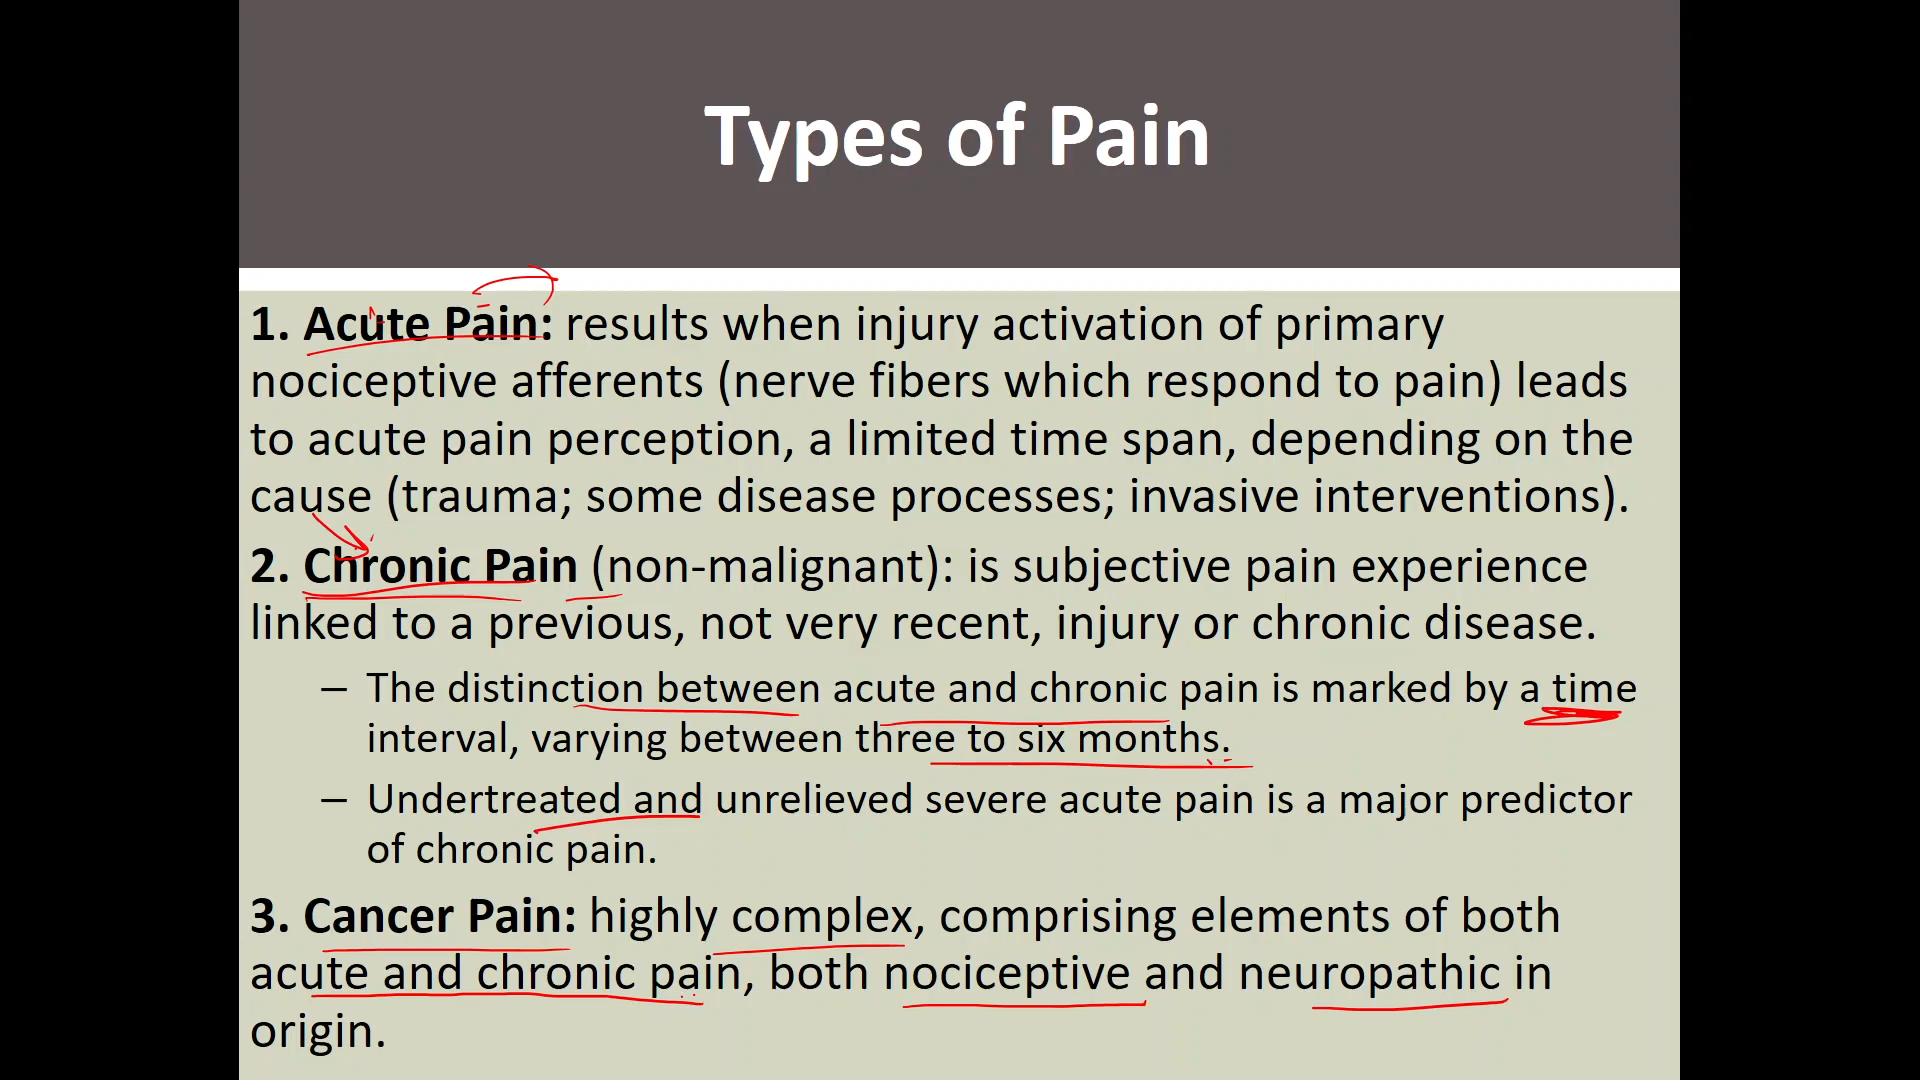 Types of Pain
1. Acute Pain: results when injury activation of primary
nociceptive afferents (nerve fibers which respond to pain) leads
to acute pain perception, a limited time span, depending on the
cause (trauma; some disease processes; invasive interventions).
2. Chronic Pain (non-malignant): is subjective pain experience
linked to a previous, not very recent, injury or chronic disease.
– The distinction between acute and chronic pain is marked by a time
interval, varying between three to six months.
– Undertreated and unrelieved severe acute pain is a major predictor
of chronic pain.
3. Cancer Pain: highly complex, comprising elements of both
acute and chronic pain, both nociceptive and neuropathic in
origin.